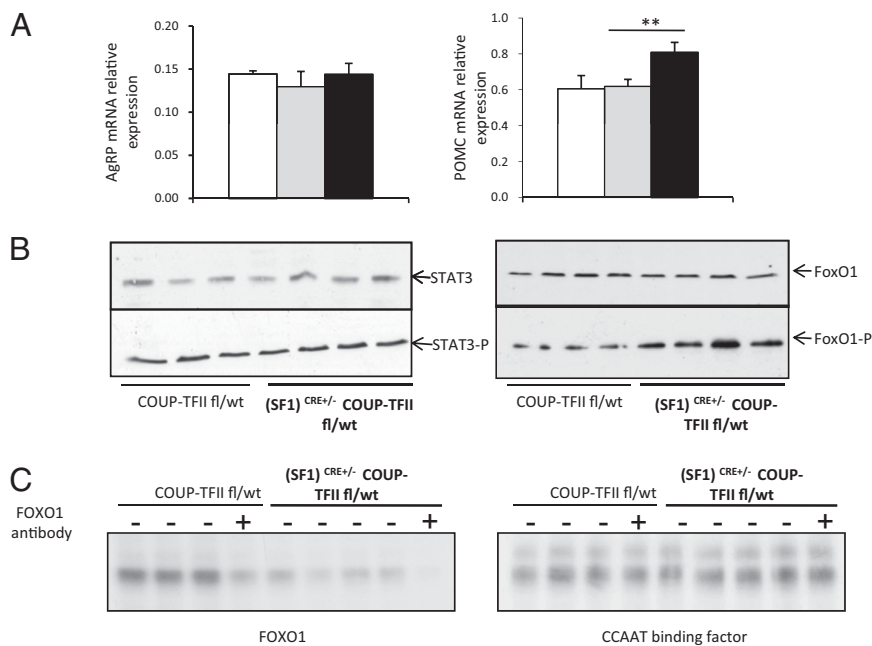 A
AgRP mRNA relative
expression
0.20
0.15
0.10
0.05
0.00
POMC mRNA relative
expression
1.0
0.8
0.6
0.4
0.2
0.0
**
B
STAT3
STAT3-P
COUP-TFII fl/wt
(SF1) CRE+/- COUP-TFII
fl/wt
FoxO1
FoxO1-P
COUP-TFII fl/wt
(SF1) CRE+/- COUP-
TFII fl/wt
C
FOXO1
antibody
COUP-TFII fl/wt
(SF1) CRE+/- COUP-
TFII fl/wt
- - - + - - - - +
FOXO1
COUP-TFII fl/wt
(SF1) CRE+/- COUP-
TFII fl/wt
- - - + - - - - +
CCAAT binding factor